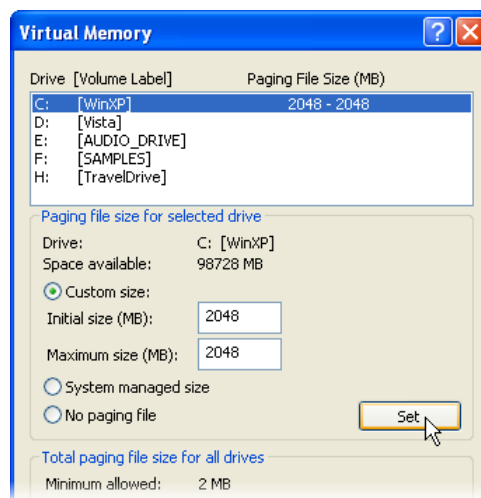 Virtual Memory
Drive [Volume Label] Paging File Size (MB)
C: [WinXP] 2048 - 2048
D: [Vista]
E: [AUDIO_DRIVE]
F: [SAMPLES]
H: [TravelDrive]
Paging file size for selected drive
Drive: C: [WinXP]
Space available: 98728 MB
Custom size:
Initial size (MB): 2048
Maximum size (MB): 2048
System managed size
No paging file Set
Total paging file size for all drives
Minimum allowed: 2 MB